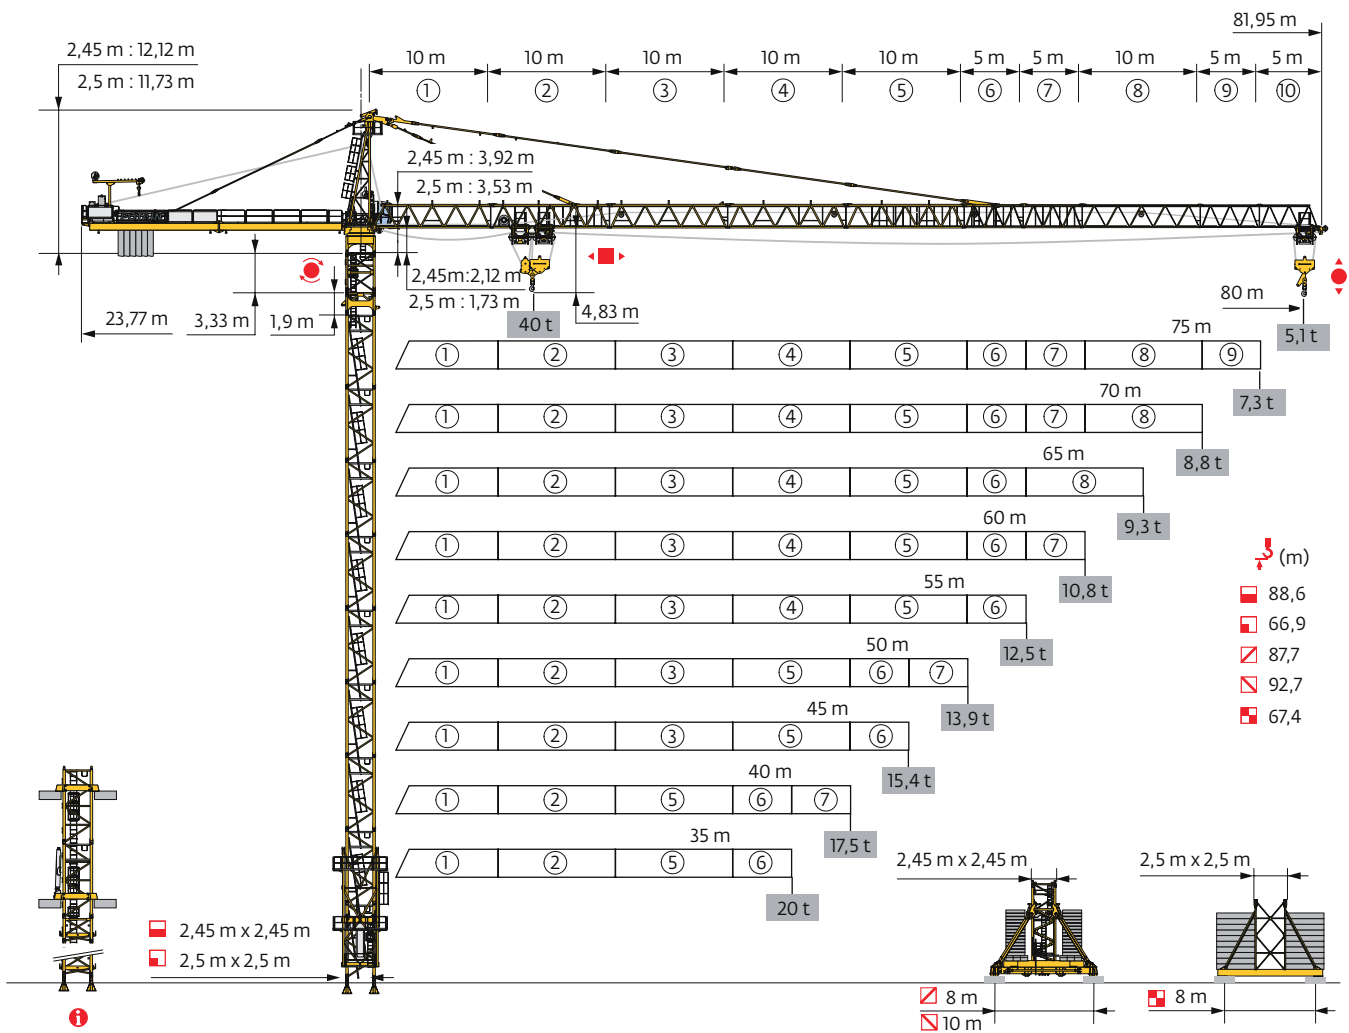 81,95 m
2,45 m : 12,12 m
2,5 m : 11,73 m
10 m 10 m 10 m 10 m 10 m 5 m 5 m 10 m 5 m 5 m
1 2 3 4 5 6 7 8 9 10
2,45 m : 3,92 m
2,5 m : 3,53 m
2,45m:2,12 m
2,5 m : 1,73 m
4,83 m
23,77 m
3,33 m
1,9 m
40 t
80 m
5,1 t
75 m
1 2 3 4 5 6 7 8 9
7,3 t
70 m
1 2 3 4 5 6 7 8
8,8 t
65 m
1 2 3 4 5 6 8
9,3 t
60 m
1 2 3 4 5 6 7
10,8 t
55 m
1 2 3 4 5 6
12,5 t
50 m
1 2 3 5 6 7
13,9 t
45 m
1 2 3 5 6
15,4 t
40 m
1 2 5 6 7
17,5 t
35 m
1 2 5 6
20 t
(m)
88,6
66,9
87,7
92,7
67,4
2,45 m x 2,45 m
2,5 m x 2,5 m
i
2,45 m x 2,45 m
8 m
10 m
2,5 m x 2,5 m
8 m